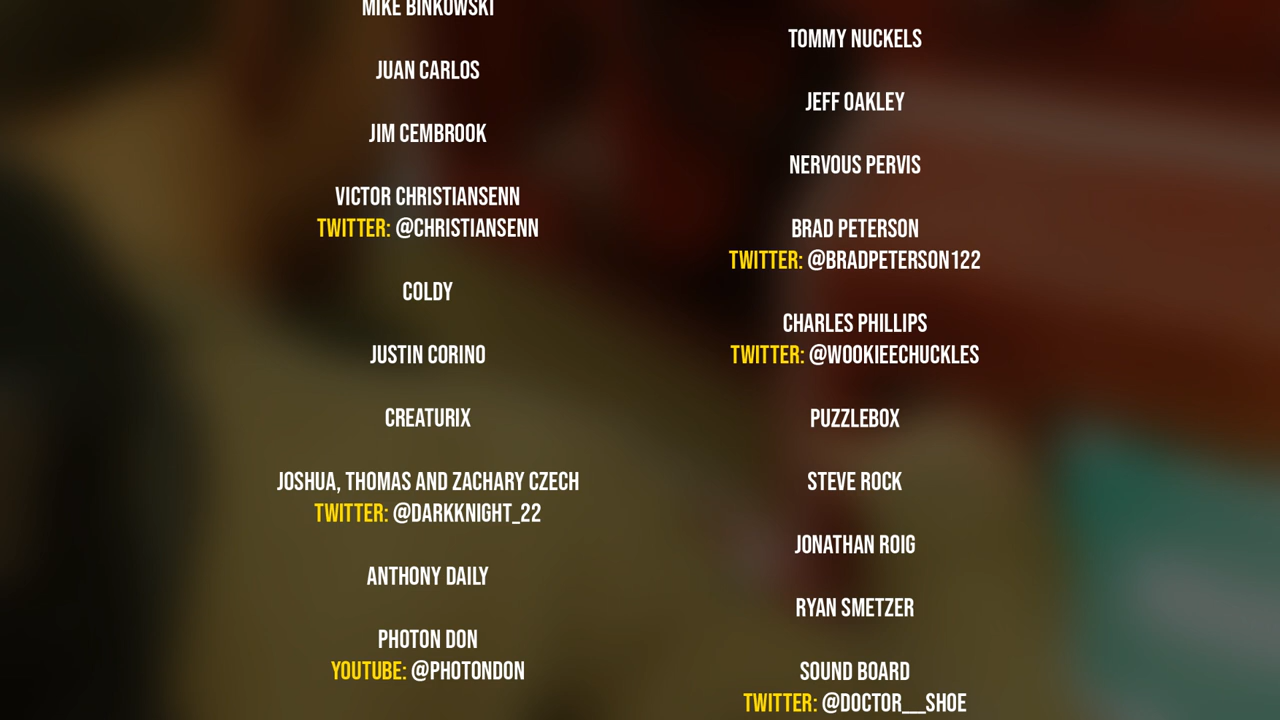 MIKE BINKOWSKI
JUAN CARLOS
JIM CEMBROOK
VICTOR CHRISTIANSENN
TWITTER: @CHRISTIANSENN
COLDY
JUSTIN CORINO
CREATURIX
JOSHUA, THOMAS AND ZACHARY CZECH
TWITTER: @DARKKNIGHT_22
ANTHONY DAILY
PHOTON DON
YOUTUBE: @PHOTONDON
TOMMY NUCKELS
JEFF OAKLEY
NERVOUS PERVIS
BRAD PETERSON
TWITTER: @BRADPETERSON122
CHARLES PHILLIPS
TWITTER: @WOOKIEECHUCKLES
PUZZLEBOX
STEVE ROCK
JONATHAN ROIG
RYAN SMETZER
SOUND BOARD
TWITTER: @DOCTOR__SHOE